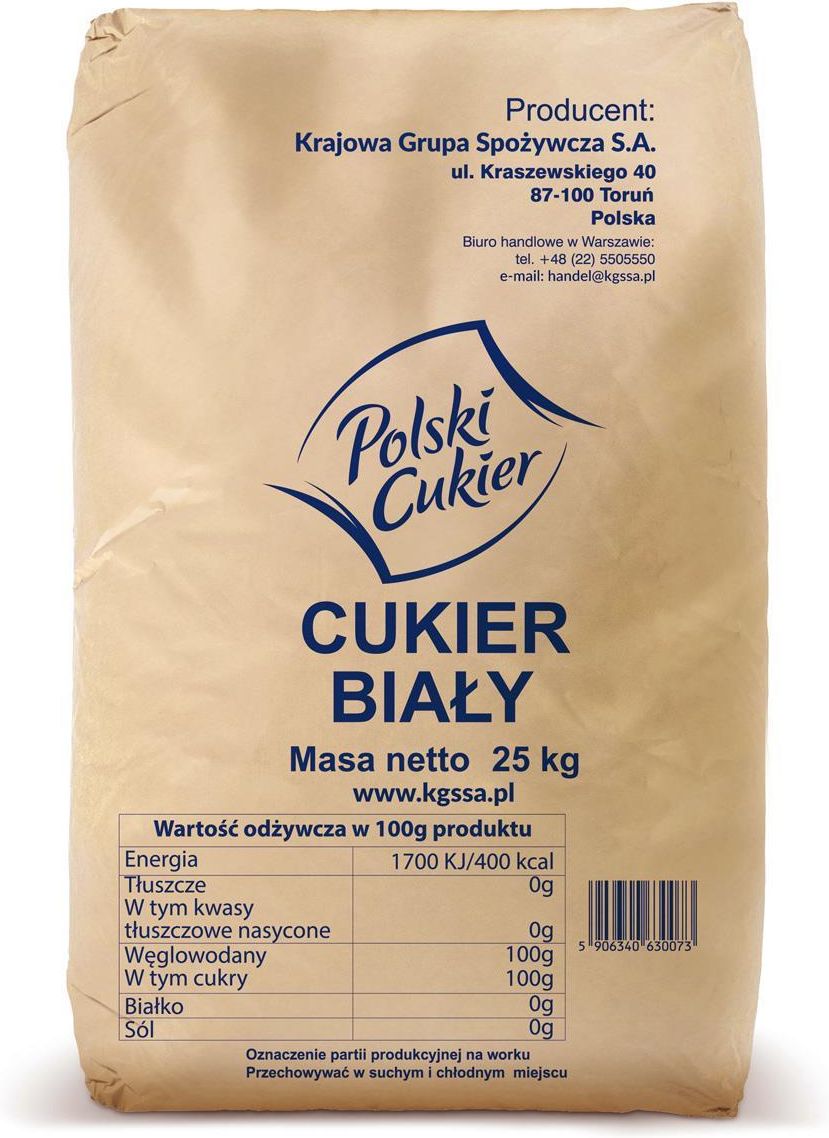 Producent:
Krajowa Grupa Spożywcza S.A.
ul. Kraszewskiego 40
87-100 Toruń
Polska
Biuro handlowe w Warszawie:
tel. +48 (22) 5505550
e-mail: handel@kgssa.pl
Polski
Cukier
CUKIER
BIAŁY
Masa netto 25 kg
www.kgssa.pl
Wartość odżywcza w 100g produktu
Energia 1700 KJ/400 kcal
Tłuszcze 0g
W tym kwasy
tłuszczowe nasycone 0g
Węglowodany 100g
W tym cukry 100g
Białko 0g
Sól 0g
5 906340 630073
Oznaczenie partii produkcyjnej na worku
Przechowywać w suchym i chłodnym miejscu